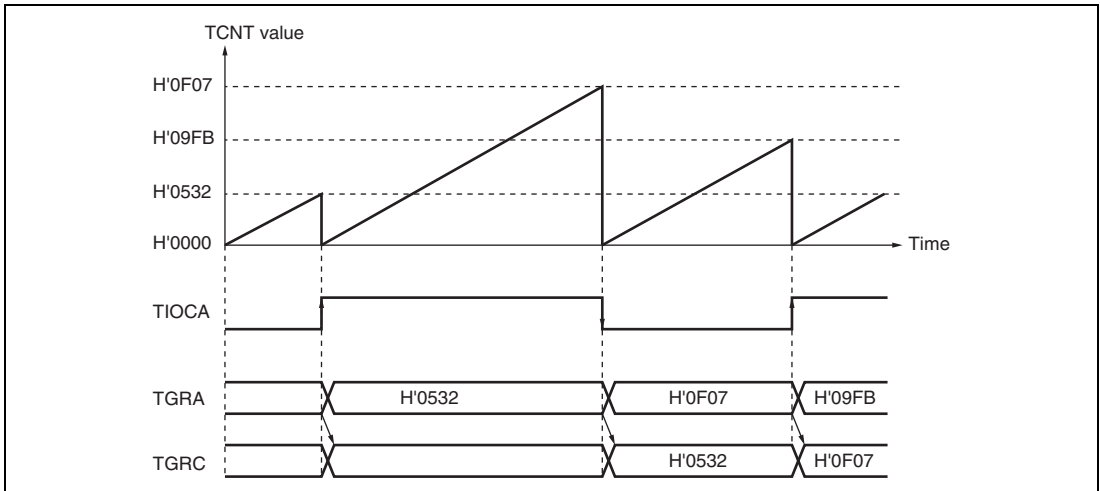 TCNT value
H'0F07
H'09FB
H'0532
H'0000
Time
TIOCA
TGRA H'0532 H'0F07 H'09FB
TGRC H'0532 H'0F07